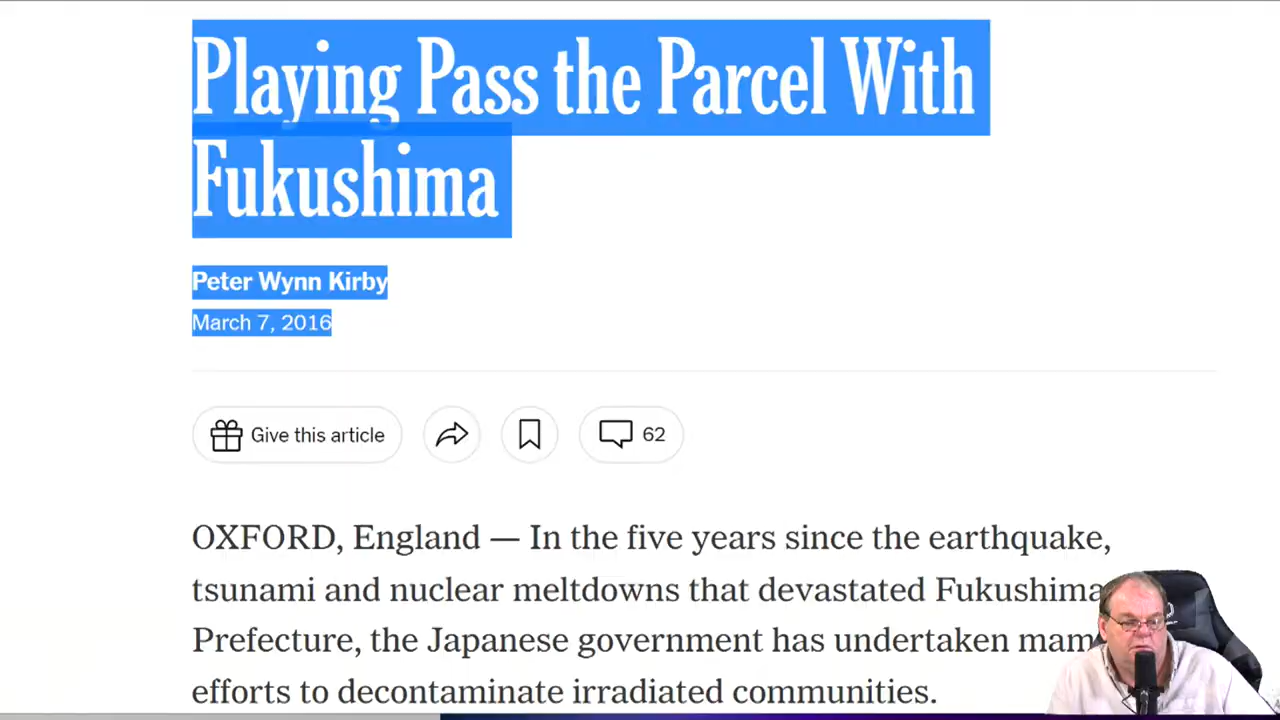 Playing Pass the Parcel With
Fukushima
Peter Wynn Kirby
March 7, 2016
Give this article
62
OXFORD, England — In the five years since the earthquake,
tsunami and nuclear meltdowns that devastated Fukushima
Prefecture, the Japanese government has undertaken
efforts to decontaminate irradiated communities.